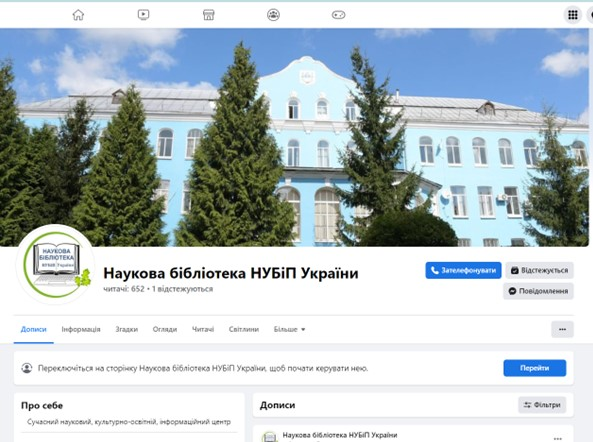 НАУКОВА
БІБЛІОТЕКА
НУБіП України
Наукова бібліотека НУБіП України
читачі: 652 • 1 відстежуються
Зателефонувати
Відстежується
Повідомлення
Дописи Інформація Згадки Огляди Читачі Світлини Більше
Переключіться на сторінку Наукова бібліотека НУБіП України, щоб почати керувати нею.
Перейти
Про себе
Сучасний науковий, культурно-освітній, інформаційний центр
Дописи
Фільтри
Наукова бібліотека НУБіП України